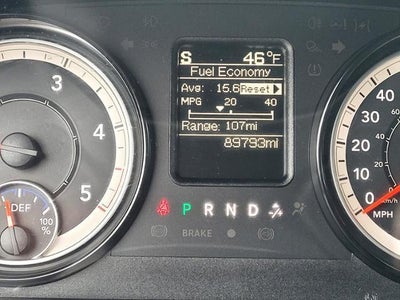 S 46°F
Fuel Economy
Avg: 15.6 Reset
MPG 20 40
Range: 107mi
89793mi
P R N D
BRAKE
3
4
5
DEF
100
%
40
30
20
10
0
MPH
km/h